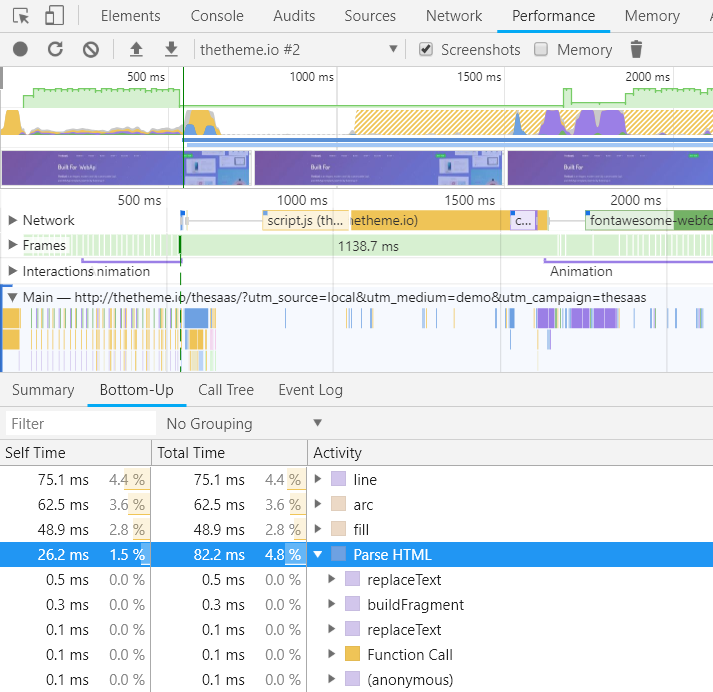 Elements Console Audits Sources Network Performance Memory
thetheme.io #2 Screenshots Memory
500 ms 1000 ms 1500 ms 2000 ms
Built For WebAp Built For Built For
500 ms 1000 ms 1500 ms 2000 ms
Network script.js (th... hetheme.io) c... fontawesome-webfo
Frames 1138.7 ms
Interactions nimation Animation
Main — http://thetheme.io/thesaas/?utm_source=local&utm_medium=demo&utm_campaign=thesaas
Summary Bottom-Up Call Tree Event Log
Filter No Grouping
Self Time Total Time Activity
75.1 ms 4.4 % 75.1 ms 4.4 % line
62.5 ms 3.6 % 62.5 ms 3.6 % arc
48.9 ms 2.8 % 48.9 ms 2.8 % fill
26.2 ms 1.5 % 82.2 ms 4.8 % Parse HTML
0.5 ms 0.0 % 0.5 ms 0.0 % replaceText
0.3 ms 0.0 % 0.3 ms 0.0 % buildFragment
0.1 ms 0.0 % 0.1 ms 0.0 % replaceText
0.1 ms 0.0 % 0.1 ms 0.0 % Function Call
0.1 ms 0.0 % 0.1 ms 0.0 % (anonymous)